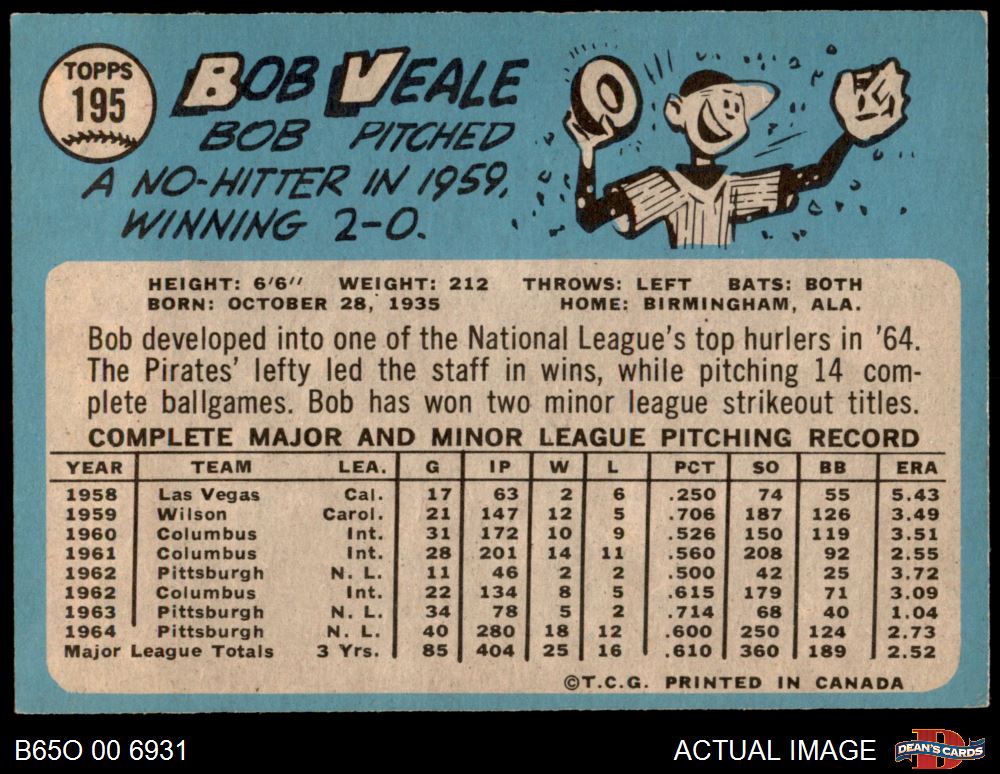 TOPPS
195
BOB VEALE
BOB PITCHED
A NO-HITTER IN 1959,
WINNING 2-0.
HEIGHT: 6'6" WEIGHT: 212 THROWS: LEFT BATS: BOTH
BORN: OCTOBER 28, 1935 HOME: BIRMINGHAM, ALA.
Bob developed into one of the National League's top hurlers in '64.
The Pirates' lefty led the staff in wins, while pitching 14 com-
plete ballgames. Bob has won two minor league strikeout titles.
COMPLETE MAJOR AND MINOR LEAGUE PITCHING RECORD
YEAR TEAM LEA. G IP W L PCT SO BB ERA
1958 Las Vegas Cal. 17 63 2 6 .250 74 55 5.43
1959 Wilson Carol. 21 147 12 5 .706 187 126 3.49
1960 Columbus Int. 31 172 10 9 .526 150 119 3.51
1961 Columbus Int. 28 201 14 11 .560 208 92 2.55
1962 Pittsburgh N. L. 11 46 2 2 .500 42 25 3.72
1962 Columbus Int. 22 134 8 5 .615 179 71 3.09
1963 Pittsburgh N. L. 34 78 5 2 .714 68 40 1.04
1964 Pittsburgh N. L. 40 280 18 12 .600 250 124 2.73
Major League Totals 3 Yrs. 85 404 25 16 .610 360 189 2.52
©T.C.G. PRINTED IN CANADA
B65O 00 6931 ACTUAL IMAGE
D
DEAN'S CARDS